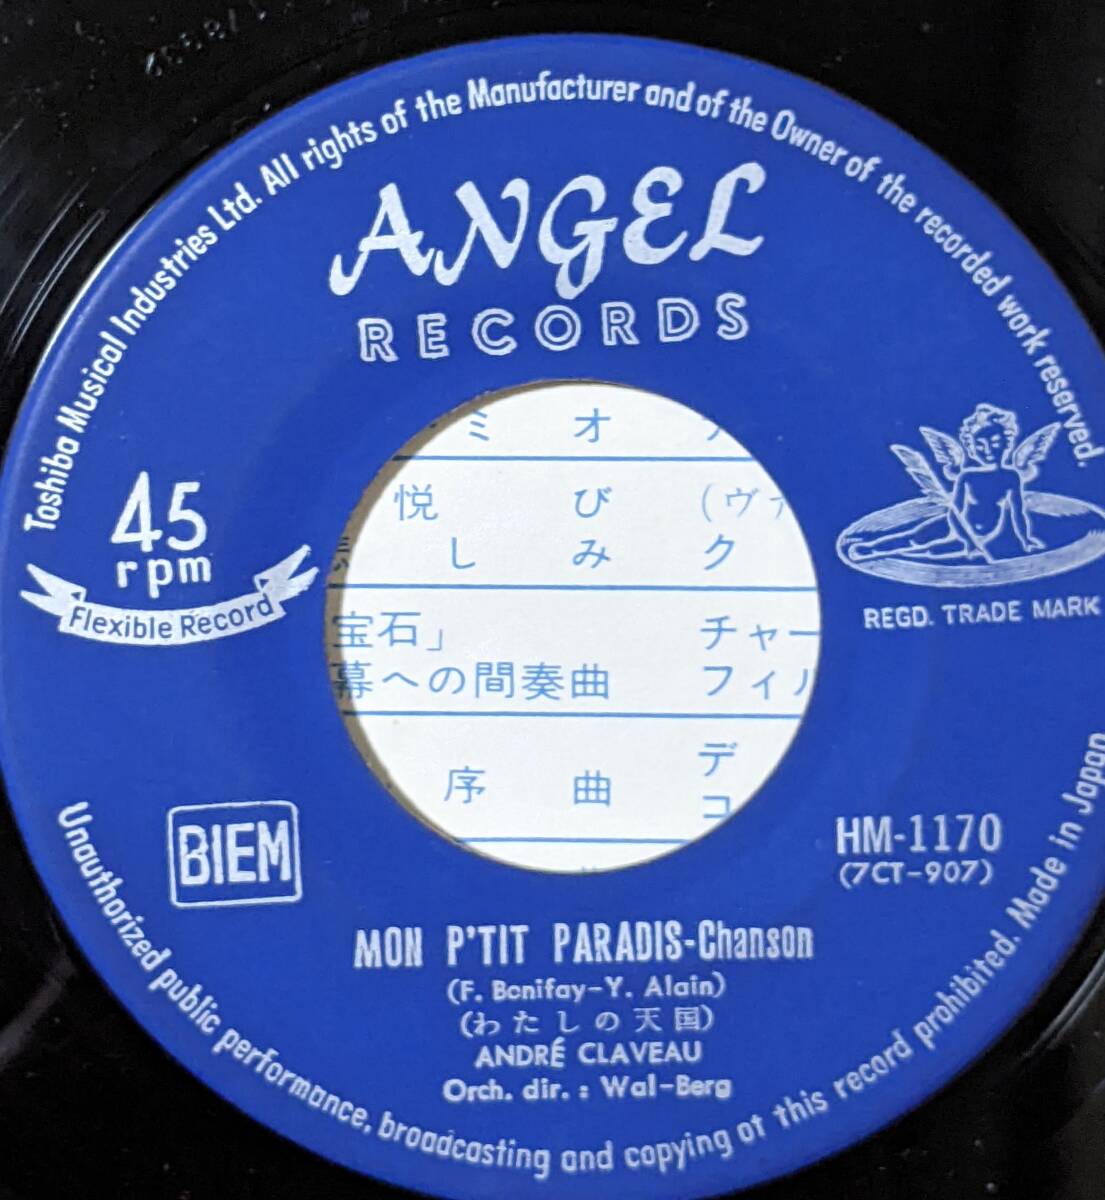 Toshiba Musical Industries Ltd. All rights of the Manufacturer and of the Owner of the recorded work reserved.
ANGEL
RECORDS
45
rpm
Flexible Record
REGD. TRADE MARK
ミオ
悦び(ヴァ
しみク
宝石」チャー
幕への間奏曲フィル
デ
序曲
コ
BIEM
HM-1170
(7CT-907)
MON P'TIT PARADIS-Chanson
(F. Bonifay-Y. Alain)
(わたしの天国)
ANDRÉ CLAVEAU
Orch. dir. : Wal-Berg
Unauthorized public performance, broadcasting and copying ot this record prohibited. Made in Japan